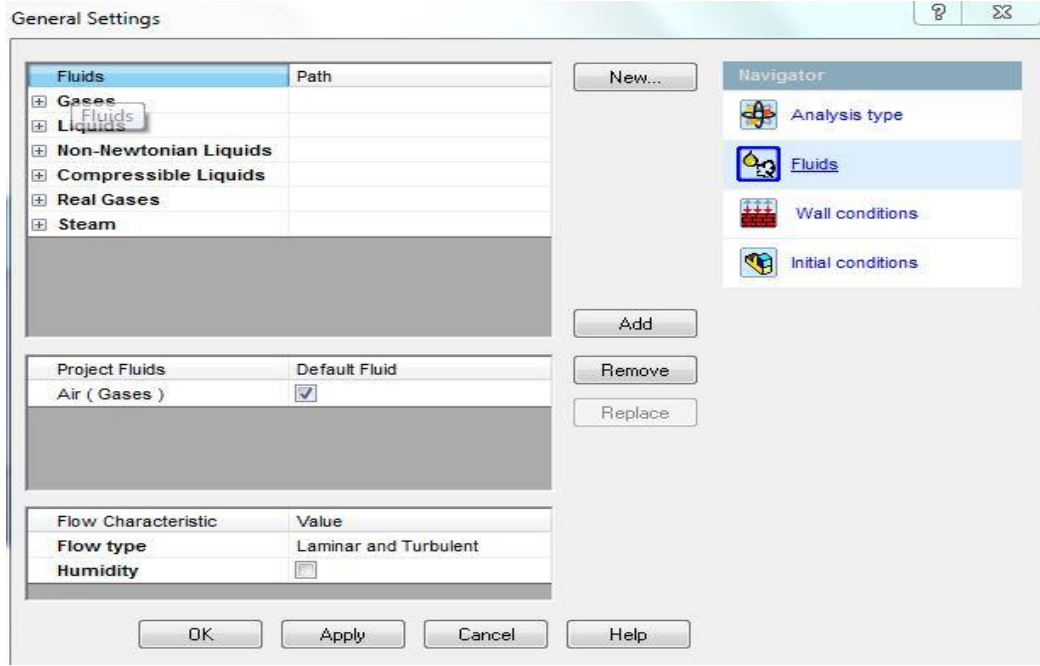 General Settings
Fluids Path New... Navigator
Gases
Fluids
Liquids
Non-Newtonian Liquids
Compressible Liquids
Real Gases
Steam
Analysis type
Fluids
Wall conditions
Initial conditions
Add
Project Fluids Default Fluid Remove
Air ( Gases )
Replace
Flow Characteristic Value
Flow type Laminar and Turbulent
Humidity
OK Apply Cancel Help